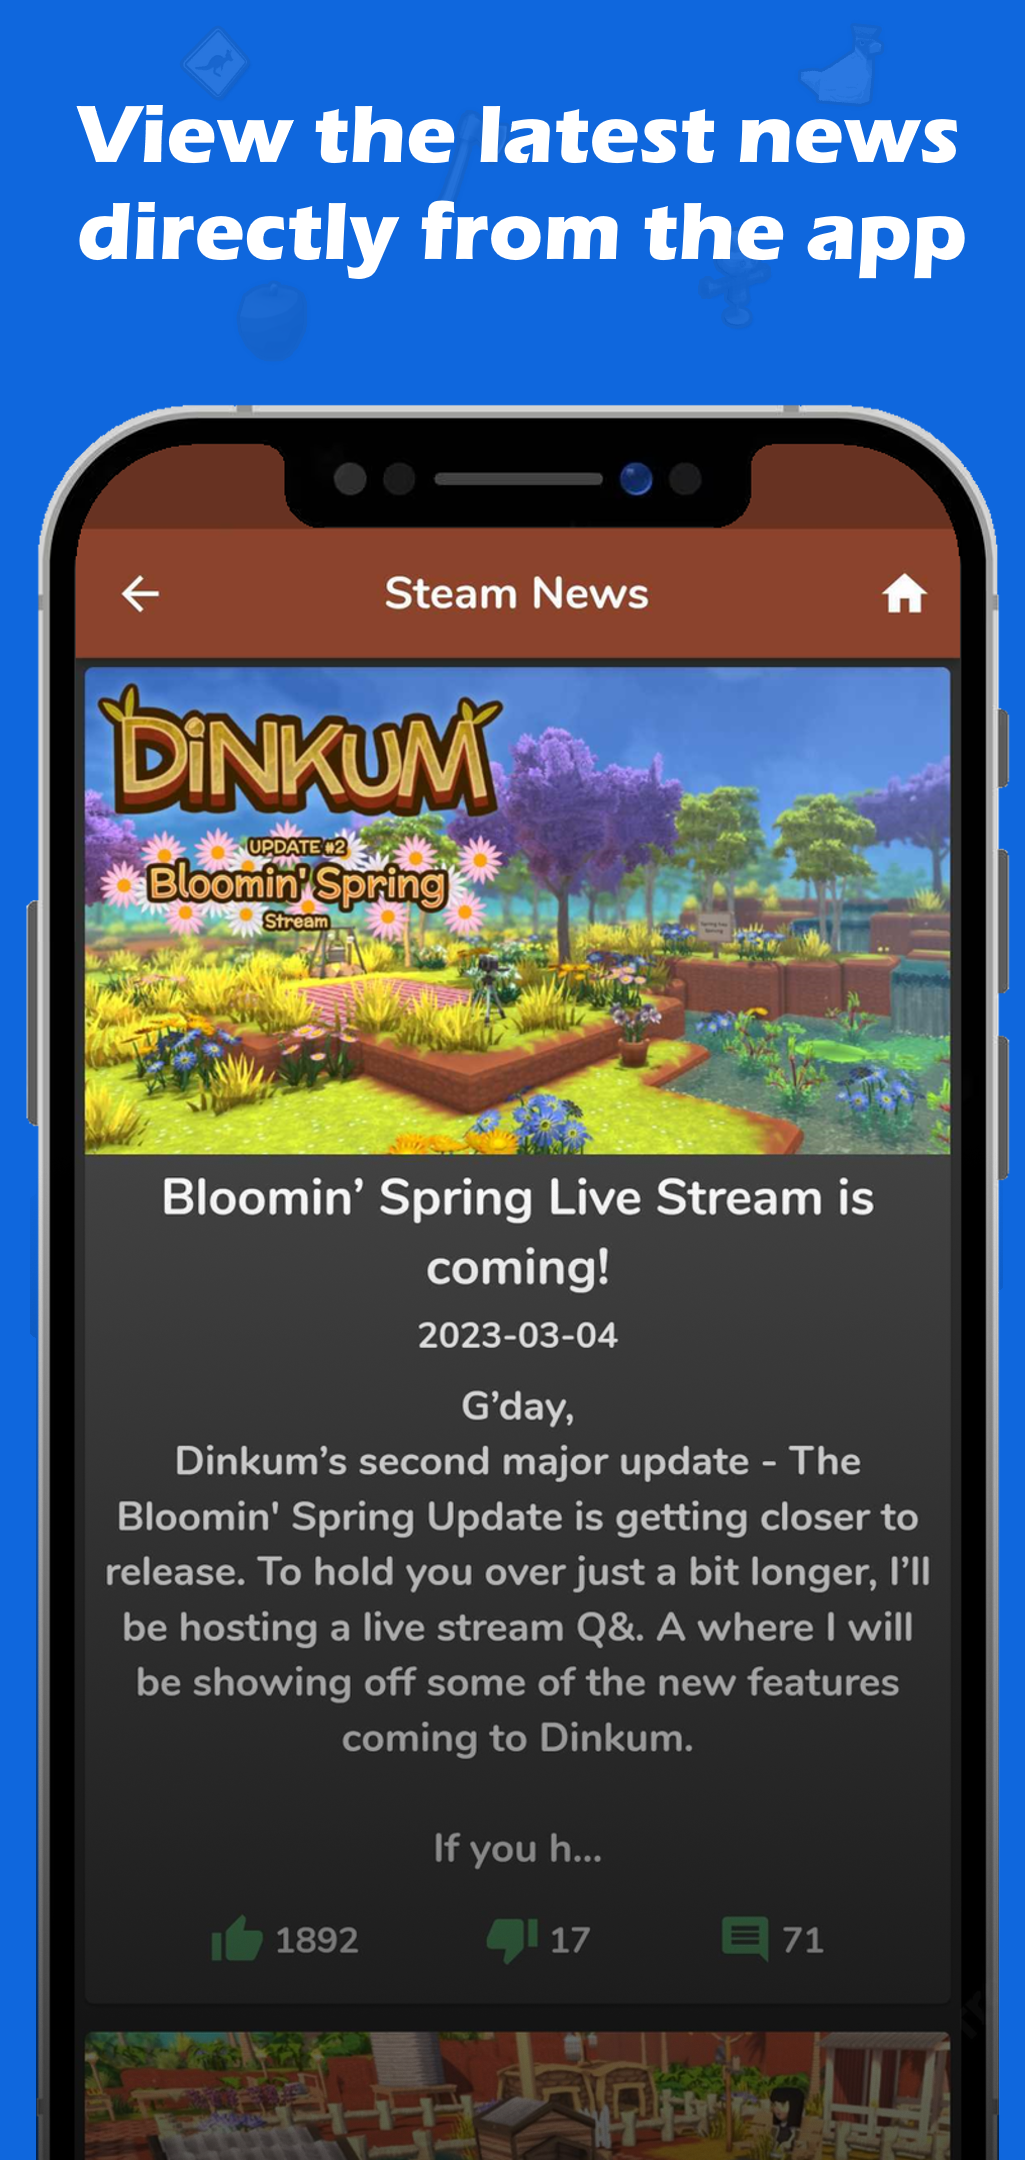 View the latest news
directly from the app
Steam News
DiNKUM
UPDATE #2
Bloomin' Spring
Stream
Bloomin’ Spring Live Stream is
coming!
2023-03-04
G’day,
Dinkum’s second major update - The
Bloomin' Spring Update is getting closer to
release. To hold you over just a bit longer, I’ll
be hosting a live stream Q&. A where I will
be showing off some of the new features
coming to Dinkum.
If you h...
1892 17 71